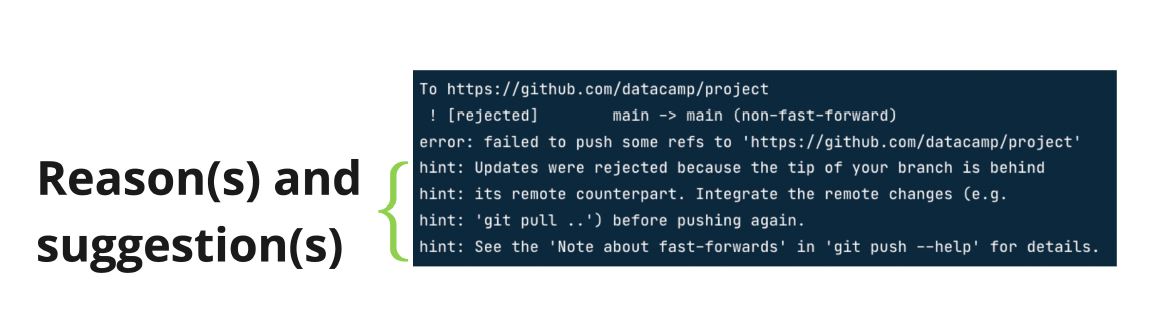 To https://github.com/datacamp/project
! [rejected]        main -> main (non-fast-forward)
error: failed to push some refs to 'https://github.com/datacamp/project'
hint: Updates were rejected because the tip of your branch is behind
hint: its remote counterpart. Integrate the remote changes (e.g.
hint: 'git pull ..') before pushing again.
hint: See the 'Note about fast-forwards' in 'git push --help' for details.
Reason(s) and
suggestion(s)